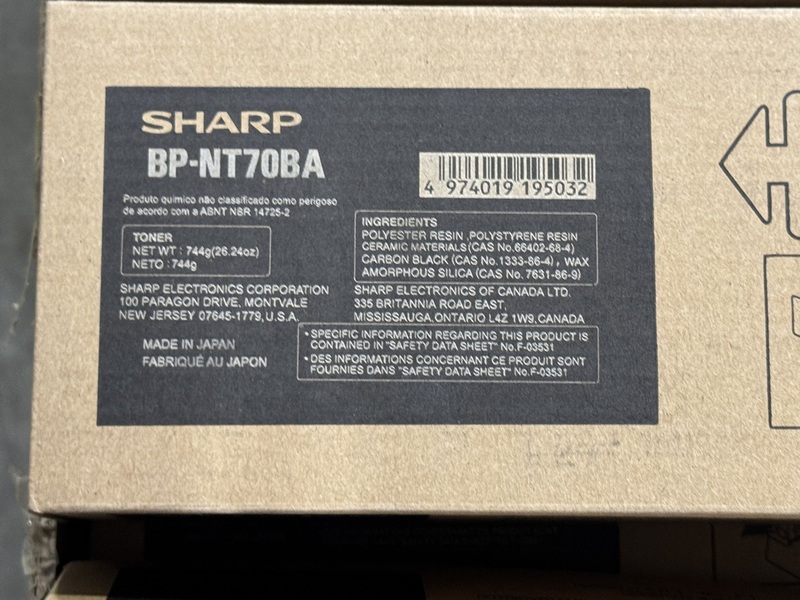 SHARP
BP-NT70BA
4 974019 195032
Produto químico não classificado como perigoso
de acordo com a ABNT NBR 14725-2
TONER
NET WT : 744g(26.24oz)
NETO : 744g
INGREDIENTS
POLYESTER RESIN ,POLYSTYRENE RESIN
CERAMIC MATERIALS(CAS No.66402-68-4)
CARBON BLACK (CAS No.1333-86-4) , WAX
AMORPHOUS SILICA (CAS No. 7631-86-9)
SHARP ELECTRONICS CORPORATION
100 PARAGON DRIVE, MONTVALE
NEW JERSEY 07645-1779, U.S.A.
SHARP ELECTRONICS OF CANADA LTD.
335 BRITANNIA ROAD EAST,
MISSISSAUGA,ONTARIO L4Z 1W9,CANADA
MADE IN JAPAN
FABRIQUÉ AU JAPON
• SPECIFIC INFORMATION REGARDING THIS PRODUCT IS
CONTAINED IN "SAFETY DATA SHEET" No.F-03531
• DES INFORMATIONS CONCERNANT CE PRODUIT SONT
FOURNIES DANS "SAFETY DATA SHEET" No.F-03531